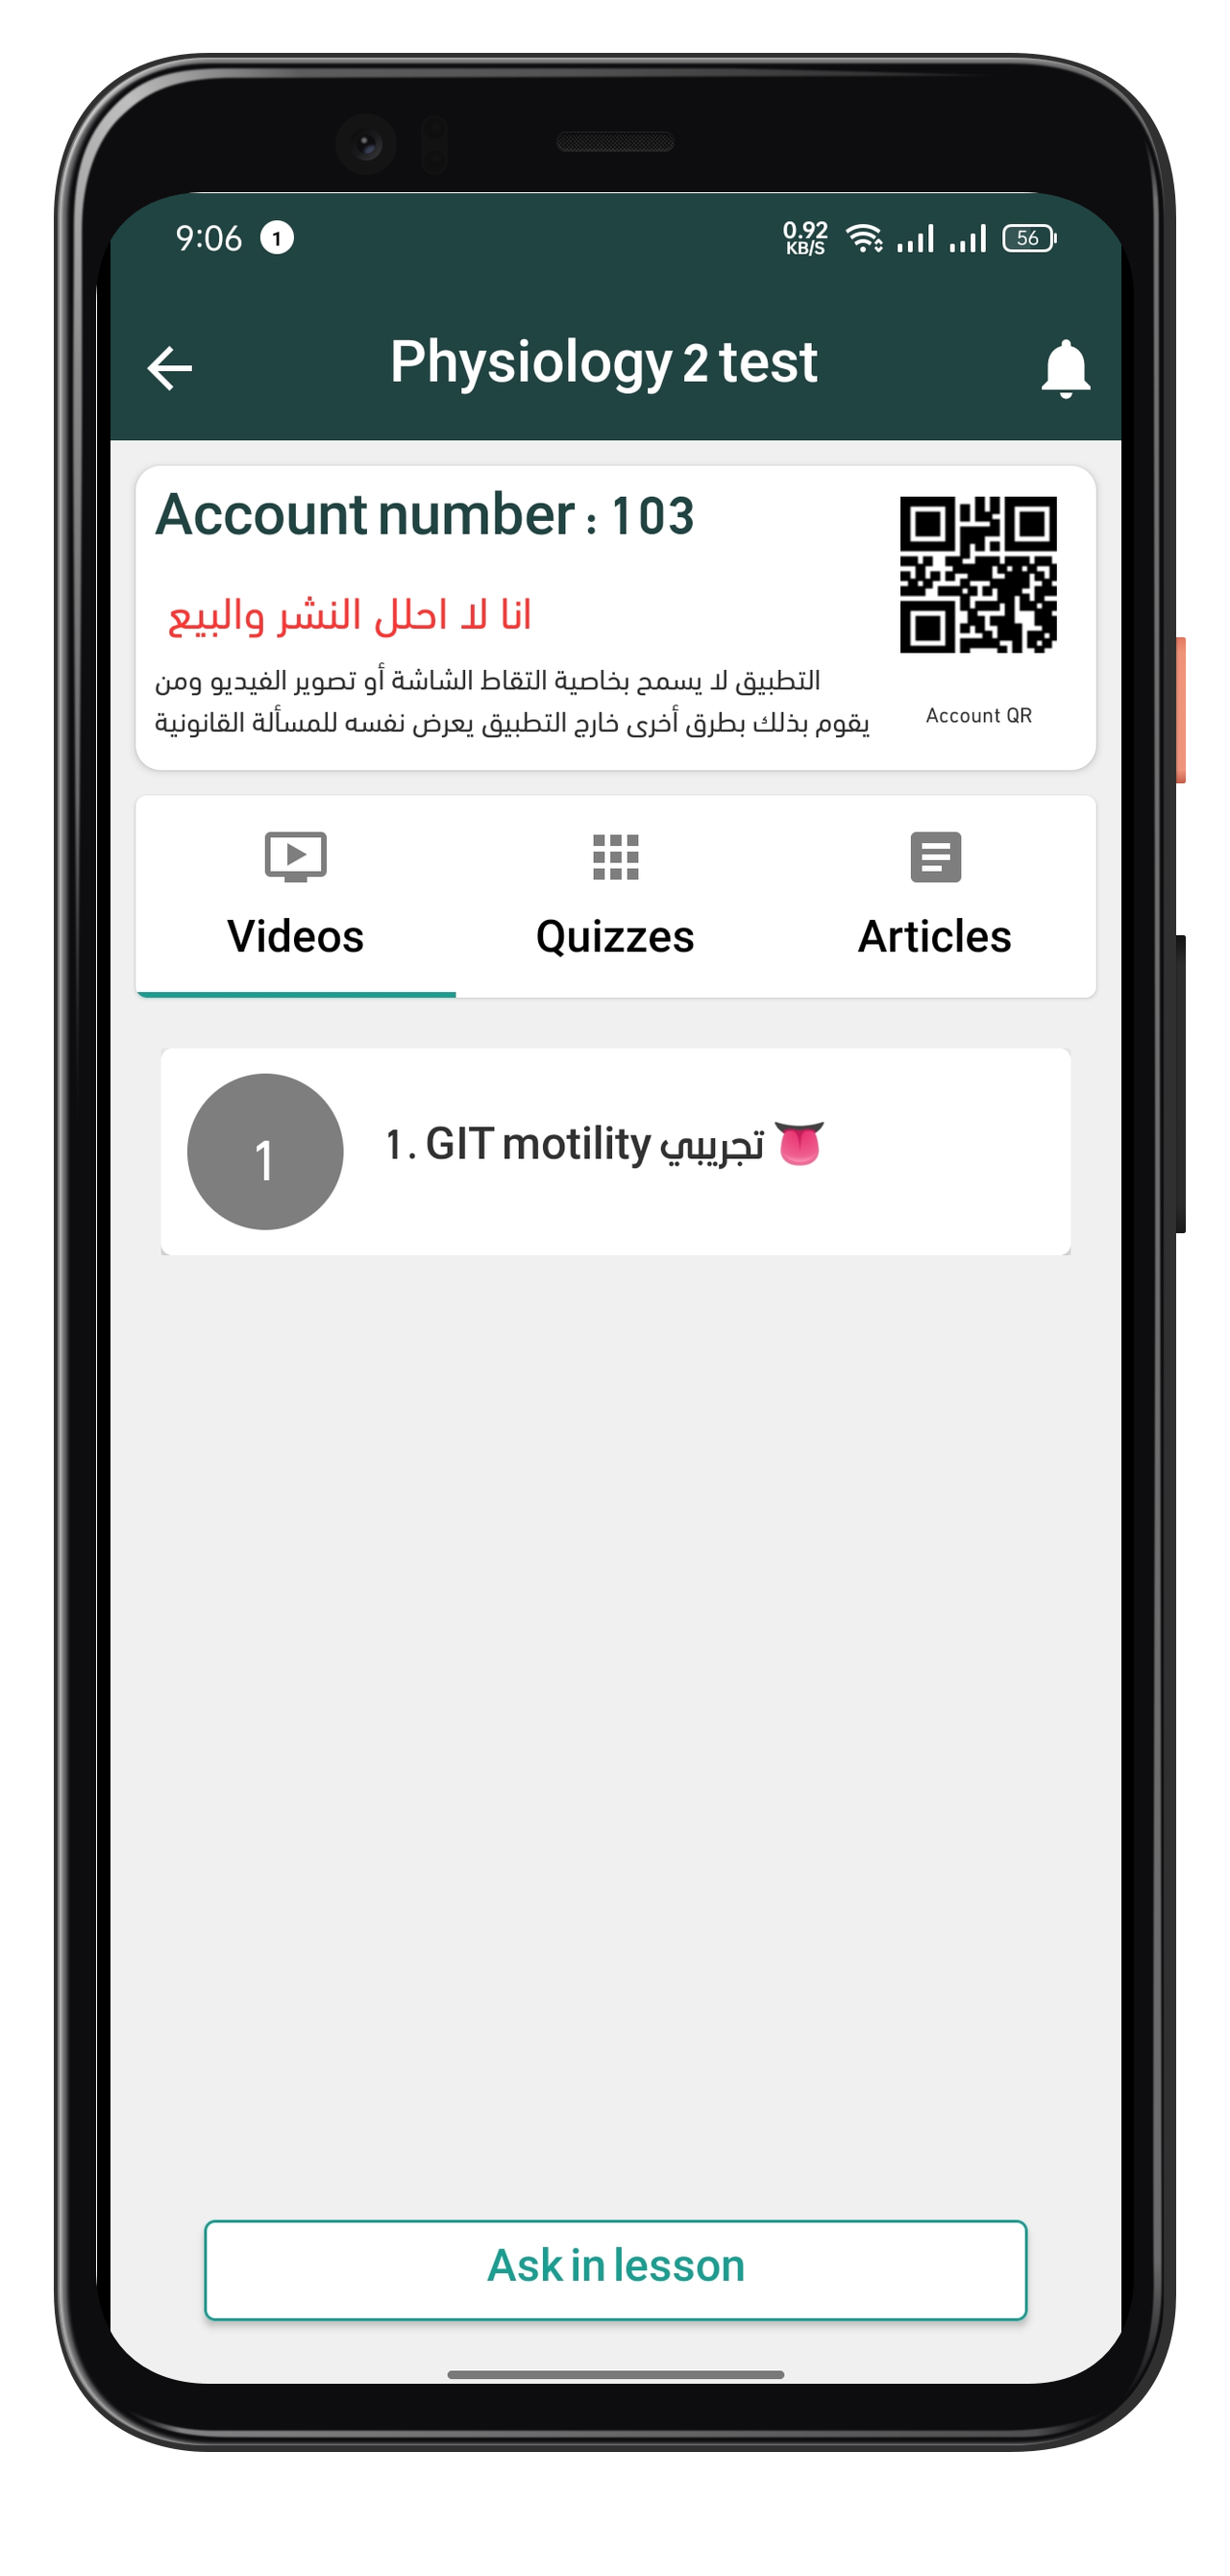 9:06 1 0.92 KB/S 56
Physiology 2 test
Account number : 103
انا لا احلل النشر والبيع
التطبيق لا يسمح بخاصية التقاط الشاشة أو تصوير الفيديو ومن
يقوم بذلك بطرق أخرى خارج التطبيق يعرض نفسه للمسألة القانونية
Account QR
Videos Quizzes Articles
1 1. GIT motility تجريبي 👅
Ask in lesson